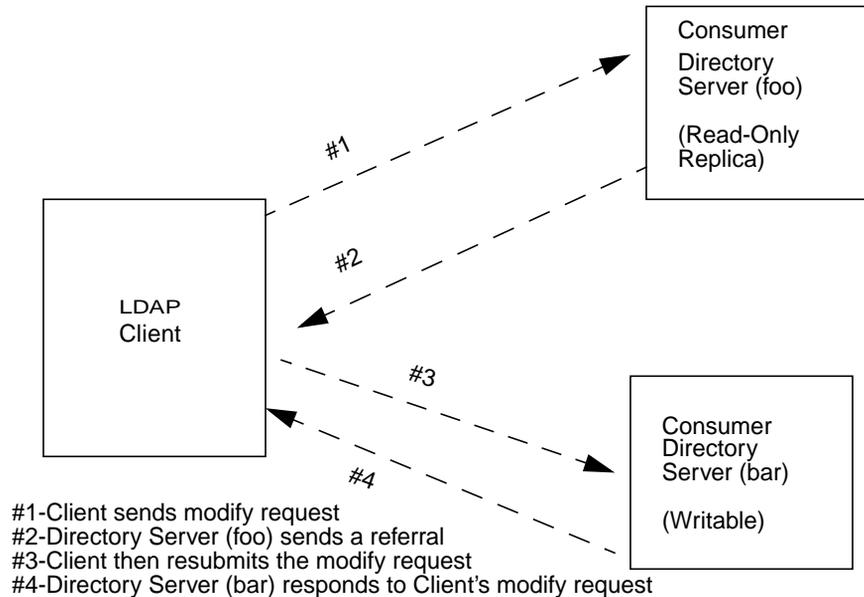 Consumer
Directory
Server (foo)
(Read-Only
Replica)
#1
#2
LDAP
Client
#3
#4
Consumer
Directory
Server (bar)
(Writable)
#1-Client sends modify request
#2-Directory Server (foo) sends a referral
#3-Client then resubmits the modify request
#4-Directory Server (bar) responds to Client's modify request